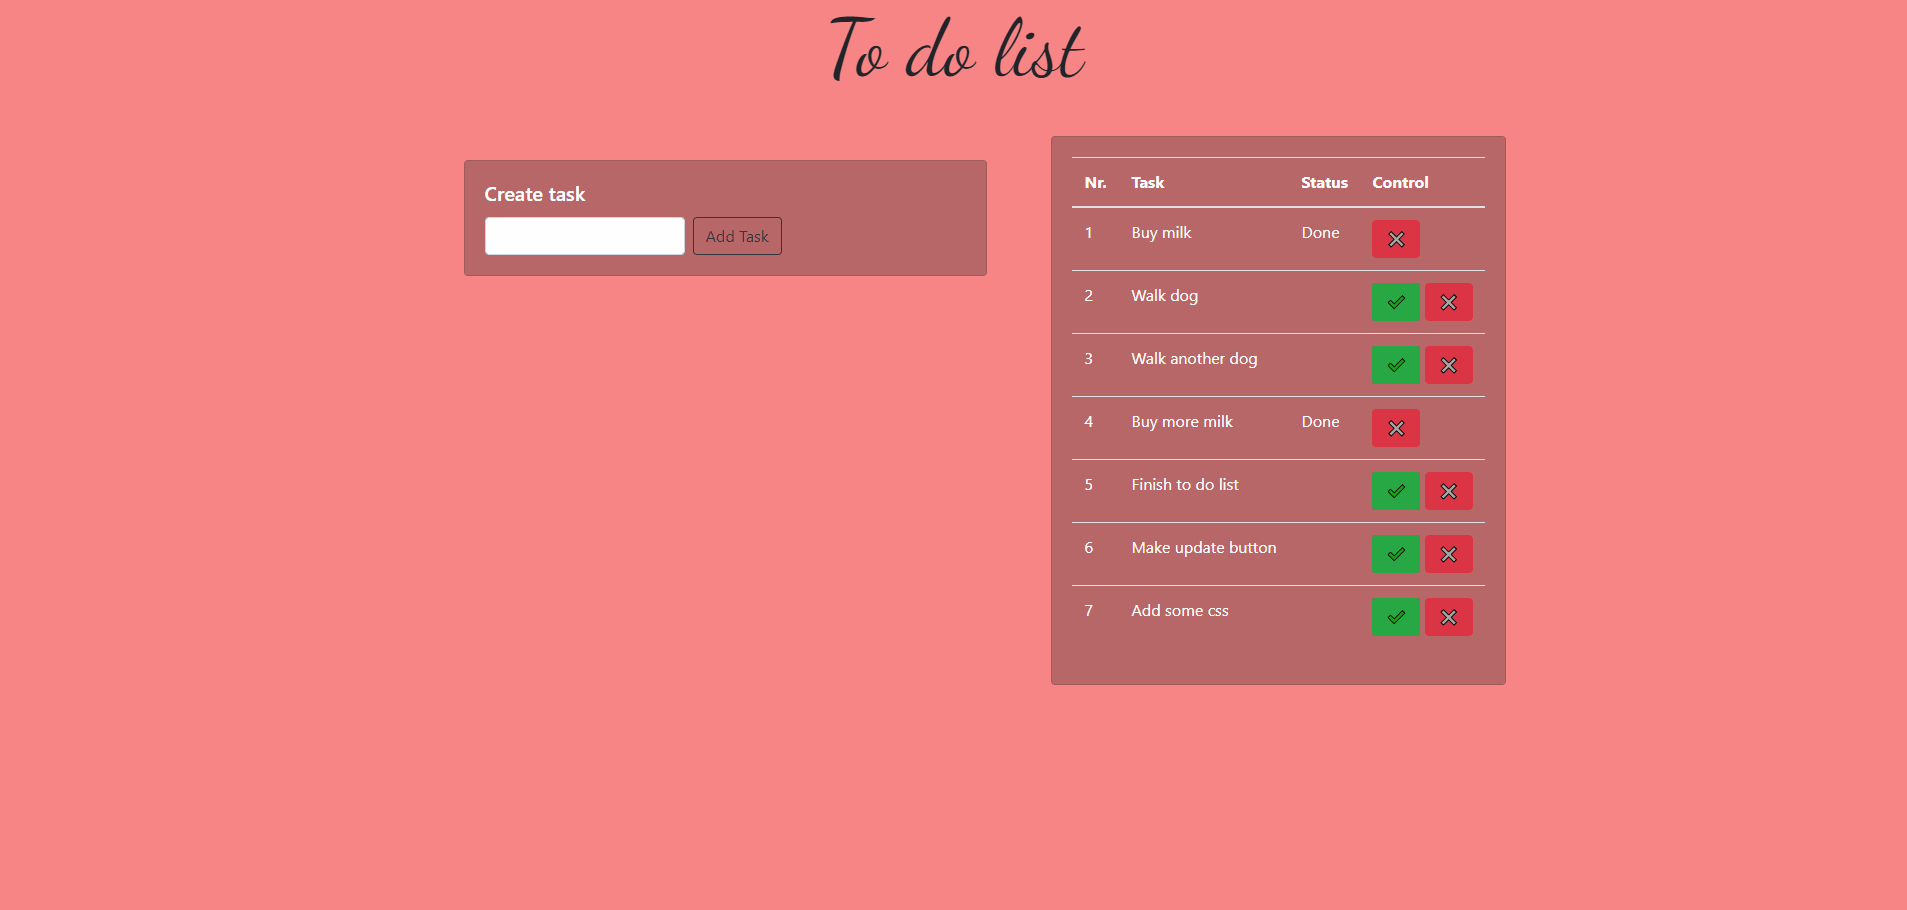 To do list
Create task
Add Task
Nr. Task Status Control
1 Buy milk Done
2 Walk dog
3 Walk another dog
4 Buy more milk Done
5 Finish to do list
6 Make update button
7 Add some css